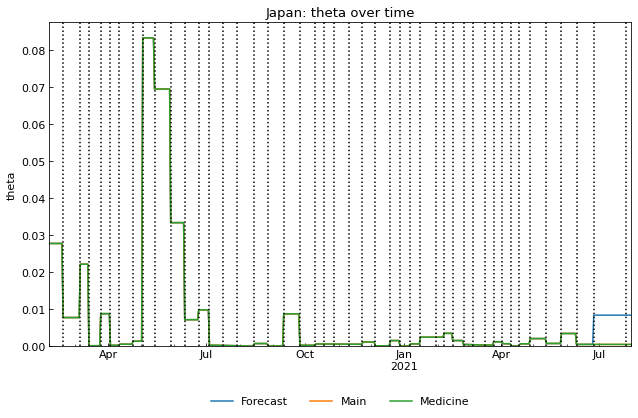 Japan: theta over time
0.08
0.07
0.06
0.05
0.04
0.03
0.02
0.01
0.00
theta
Apr Jul Oct Jan Apr Jul
2021
Forecast Main Medicine